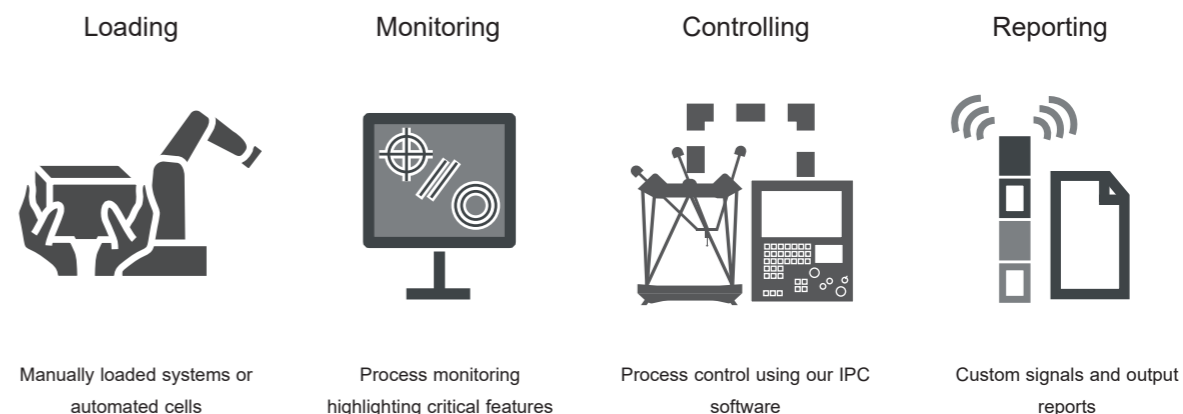 Loading
Monitoring
Controlling
Reporting
Manually loaded systems or
automated cells
Process monitoring
highlighting critical features
Process control using our IPC
software
Custom signals and output
reports